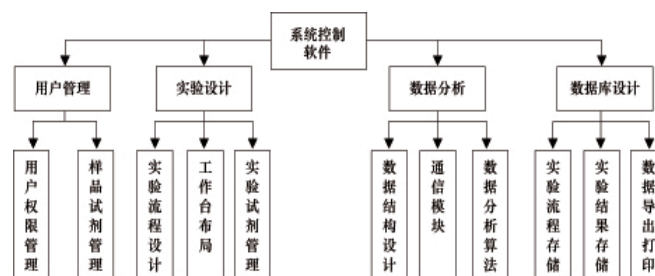 系统控制
软件
用户管理
实验设计
数据分析
数据库设计
用户权限管理
样品试剂管理
实验流程设计
工作台布局
实验试剂管理
数据结构设计
通信模块
数据分析算法
实验流程存储
实验结果存储
数据导出打印